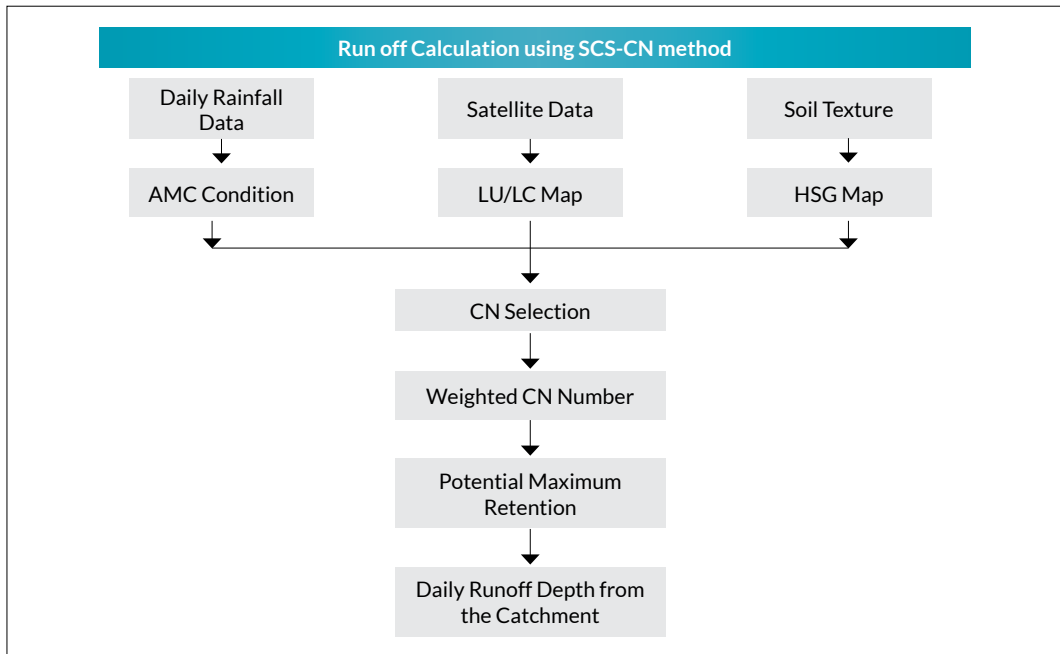 Run off Calculation using SCS-CN method
Daily Rainfall
Data
Satellite Data
Soil Texture
AMC Condition
LU/LC Map
HSG Map
CN Selection
Weighted CN Number
Potential Maximum
Retention
Daily Runoff Depth from
the Catchment